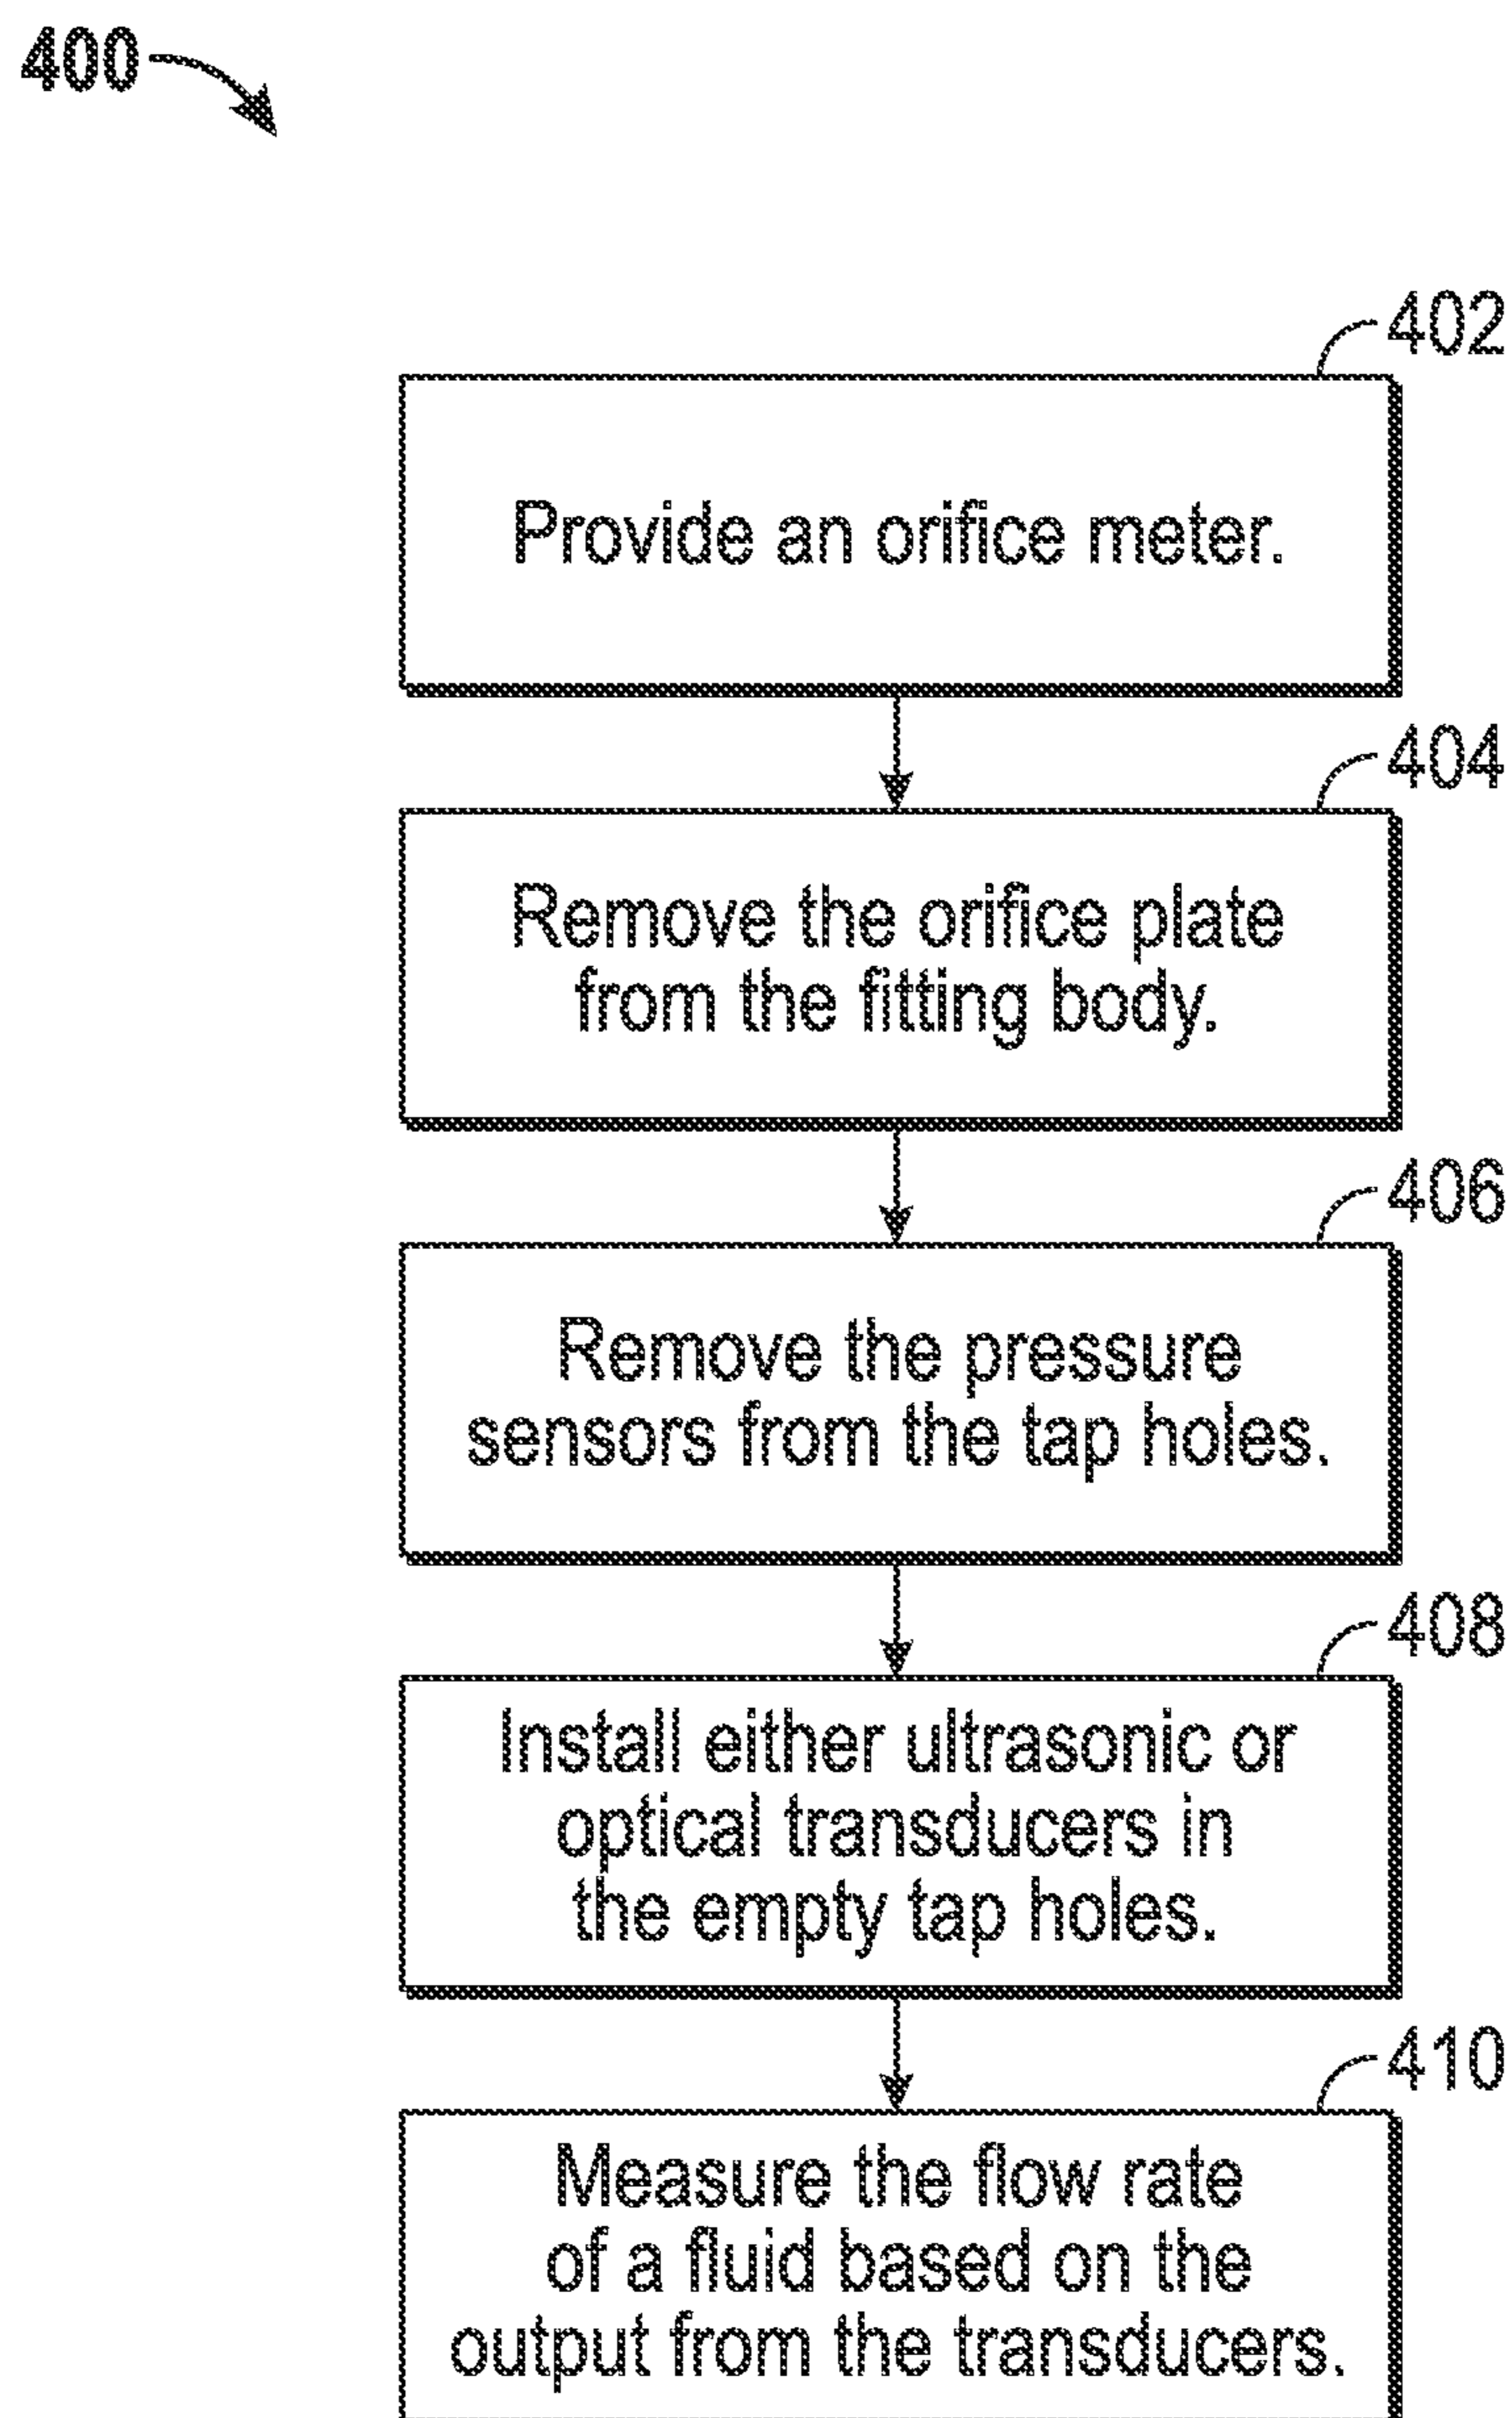 400
402
Provide an orifice meter.
404
Remove the orifice plate
from the fitting body.
406
Remove the pressure
sensors from the tap holes.
408
Install either ultrasonic or
optical transducers in
the empty tap holes.
410
Measure the flow rate
of a fluid based on the
output from the transducers.